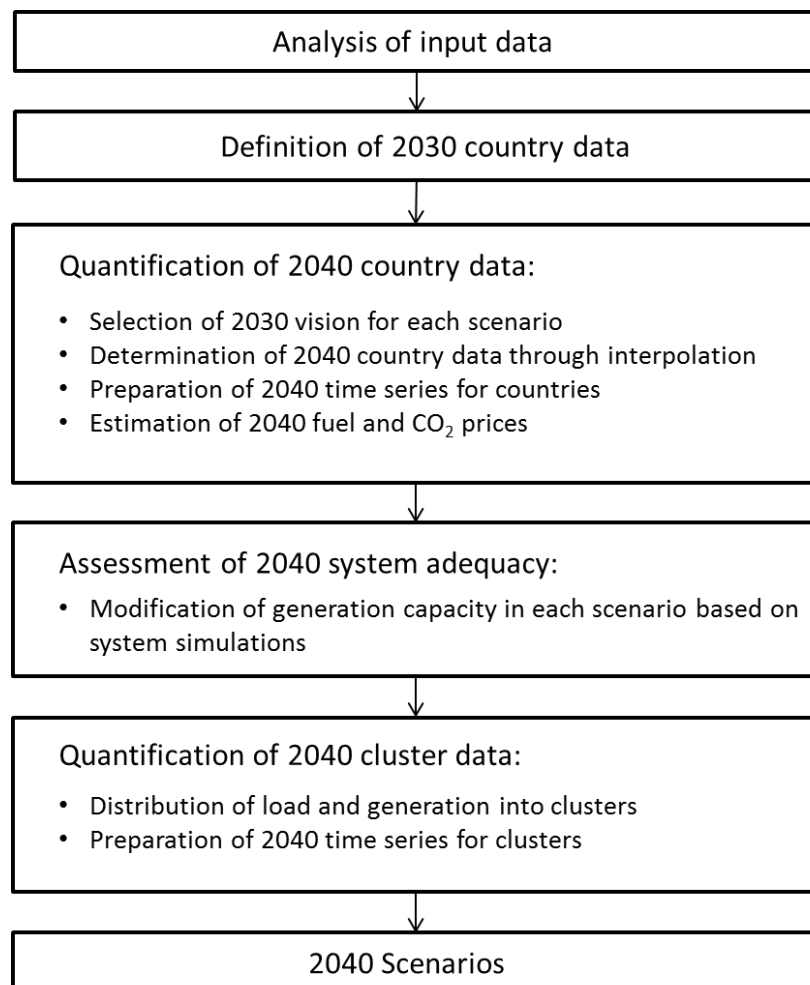 Analysis of input data
Definition of 2030 country data
Quantification of 2040 country data:
• Selection of 2030 vision for each scenario
• Determination of 2040 country data through interpolation
• Preparation of 2040 time series for countries
• Estimation of 2040 fuel and CO₂ prices
Assessment of 2040 system adequacy:
• Modification of generation capacity in each scenario based on
system simulations
Quantification of 2040 cluster data:
• Distribution of load and generation into clusters
• Preparation of 2040 time series for clusters
2040 Scenarios